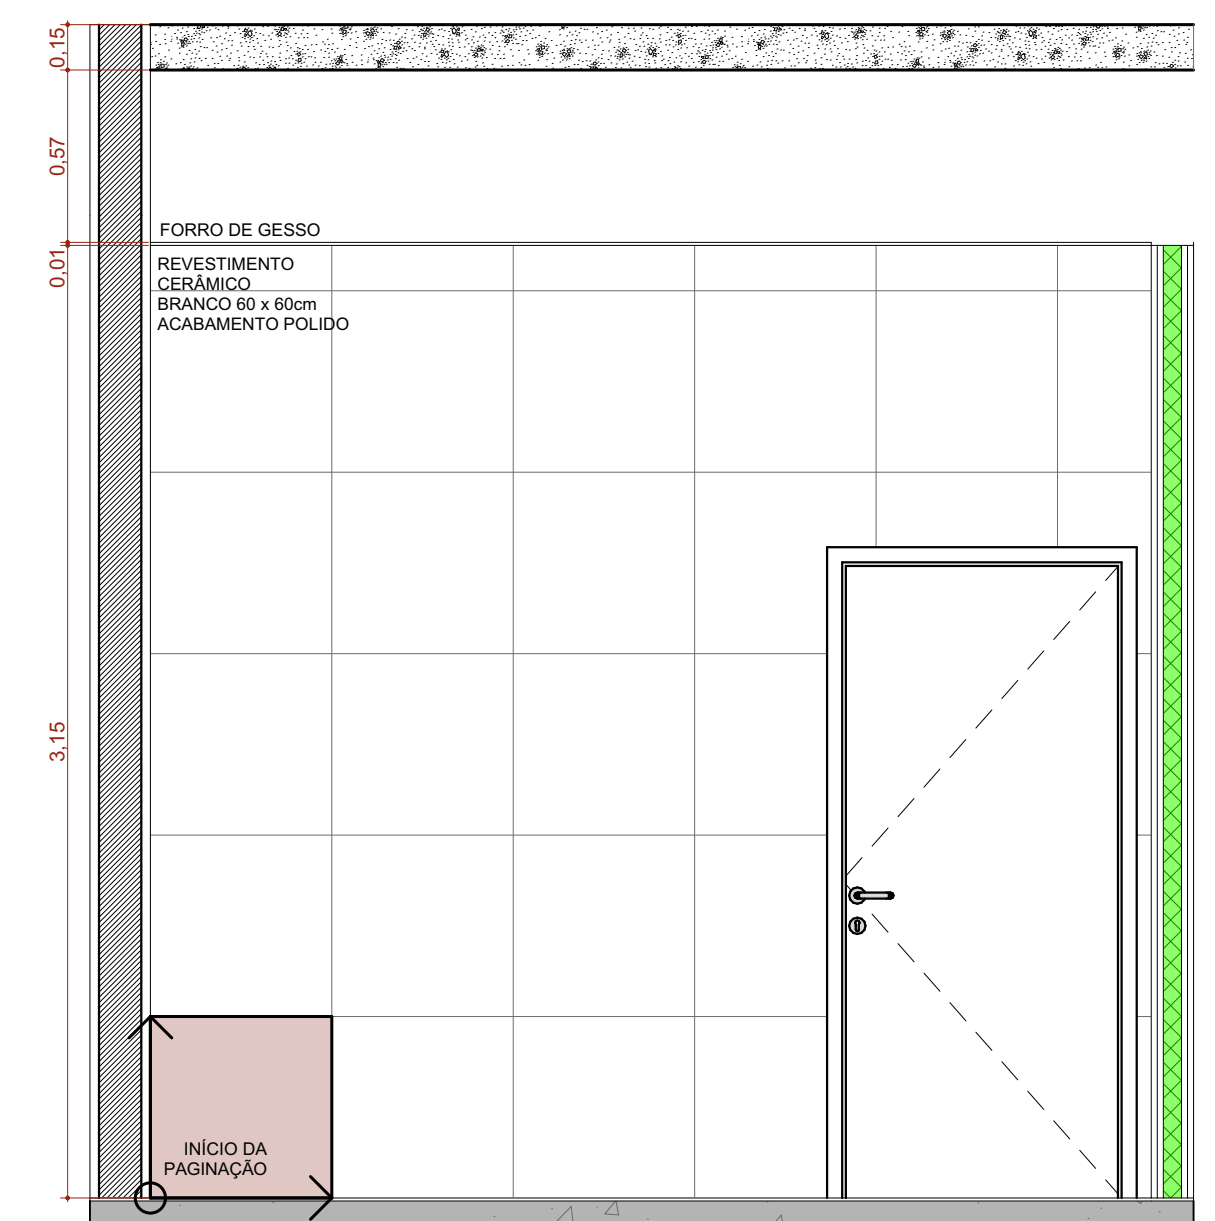 0,15
0,57
FORRO DE GESSO
0,01
REVESTIMENTO
CERÂMICO
BRANCO 60 x 60cm
ACABAMENTO POLIDO
3,15
INÍCIO DA
PAGINAÇÃO